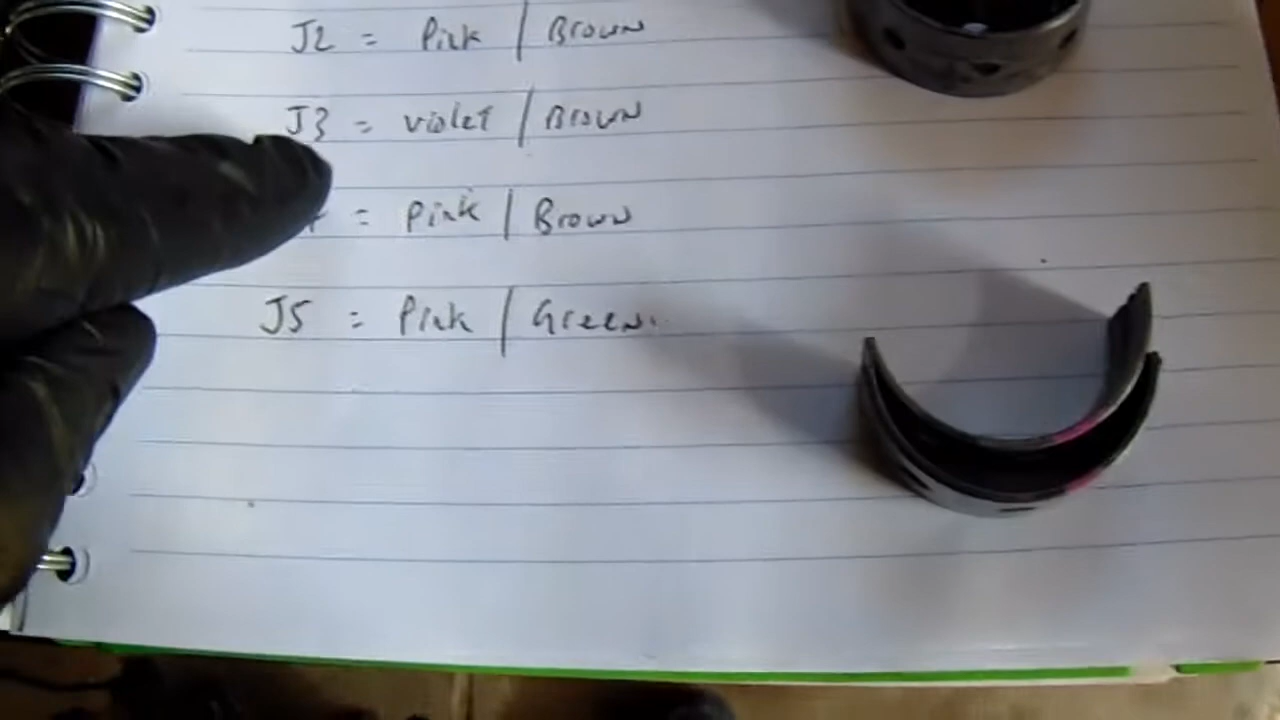 J2 = Pink / Brown
J3 = violet / Brown
= Pink / Brown
J5 = Pink / Green.